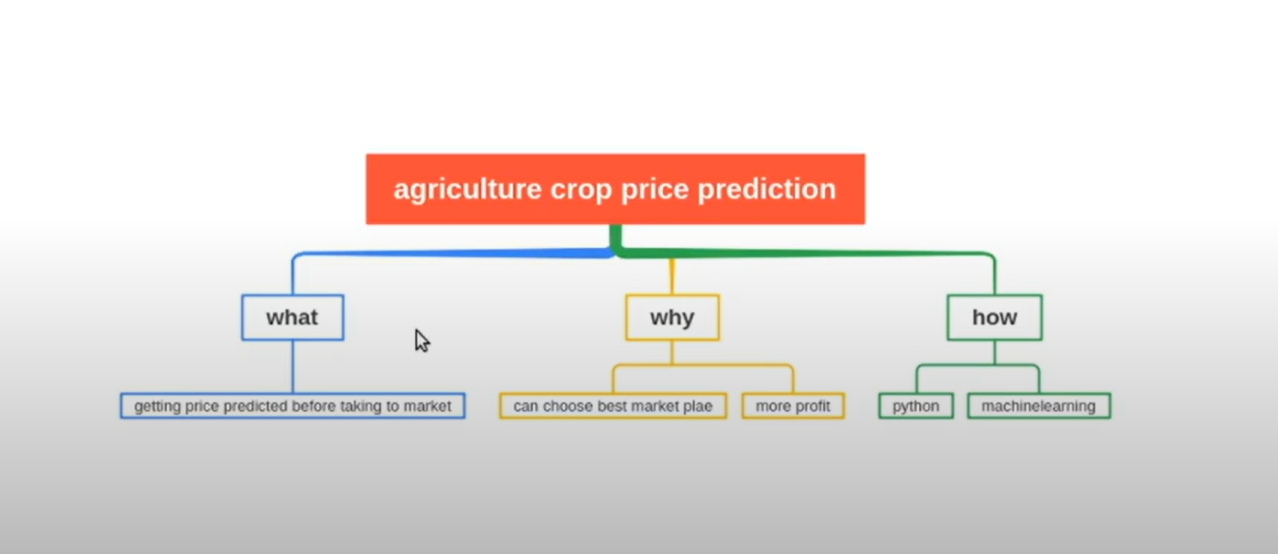 agriculture crop price prediction
what
why
how
getting price predicted before taking to market
can choose best market plae
more profit
python
machinelearning